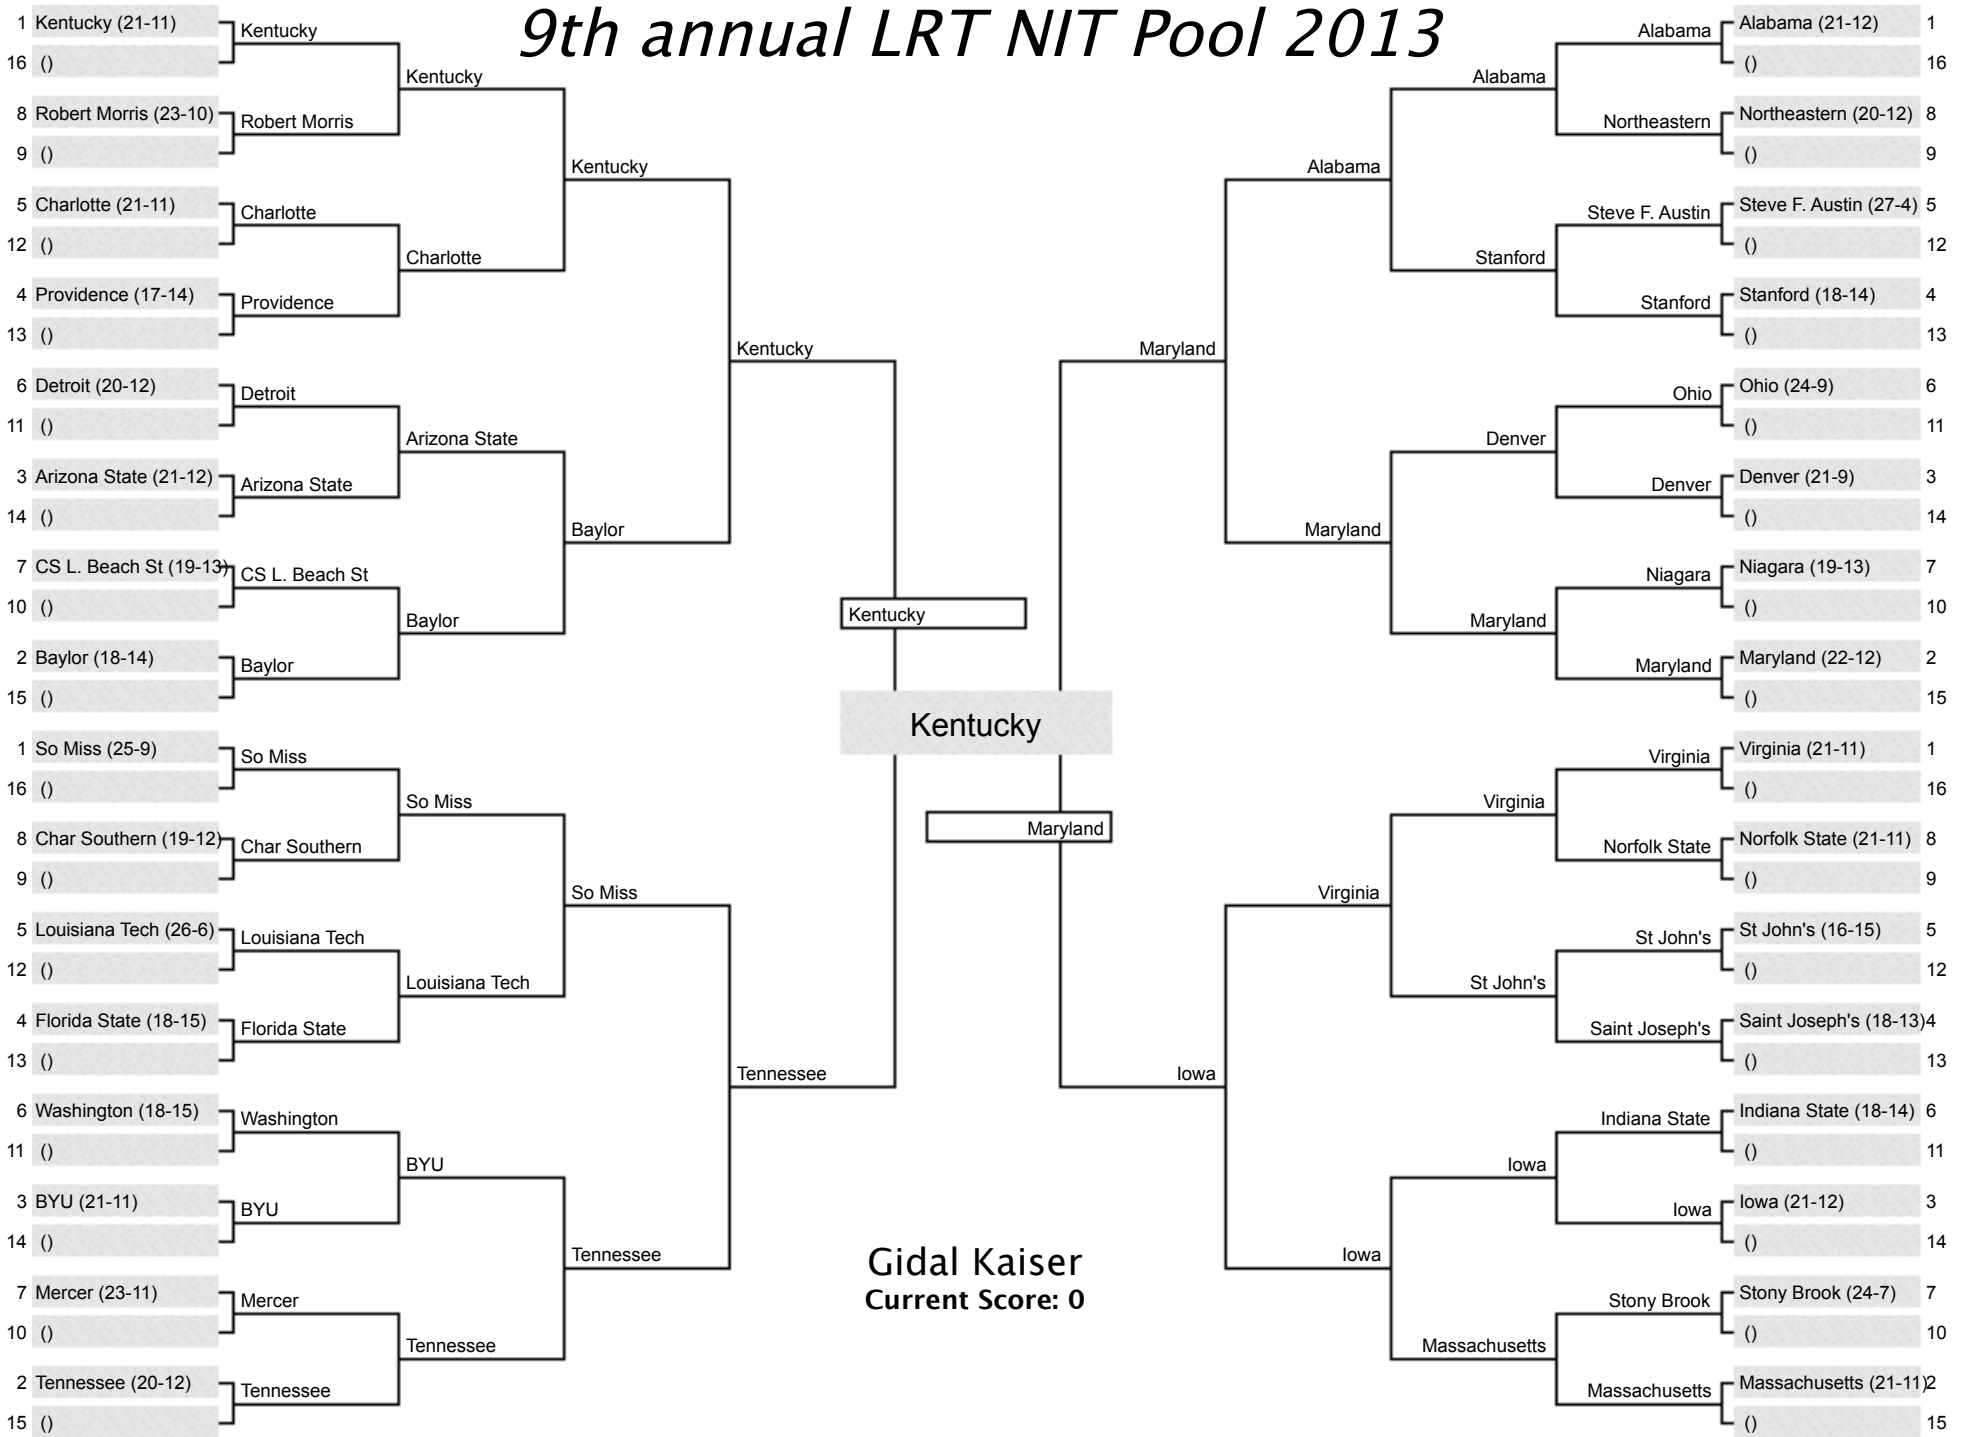 9th annual LRT NIT Pool 2013
1 Kentucky (21-11)
16 ()
8 Robert Morris (23-10)
9 ()
5 Charlotte (21-11)
12 ()
4 Providence (17-14)
13 ()
6 Detroit (20-12)
11 ()
3 Arizona State (21-12)
14 ()
7 CS L. Beach St (19-13)
10 ()
2 Baylor (18-14)
15 ()
1 So Miss (25-9)
16 ()
8 Char Southern (19-12)
9 ()
5 Louisiana Tech (26-6)
12 ()
4 Florida State (18-15)
13 ()
6 Washington (18-15)
11 ()
3 BYU (21-11)
14 ()
7 Mercer (23-11)
10 ()
2 Tennessee (20-12)
15 ()
Kentucky
Robert Morris
Charlotte
Providence
Detroit
Arizona State
CS L. Beach St
Baylor
So Miss
Char Southern
Louisiana Tech
Florida State
Washington
BYU
Mercer
Tennessee
Kentucky
Charlotte
Arizona State
Baylor
So Miss
Louisiana Tech
BYU
Tennessee
Kentucky
Baylor
So Miss
Tennessee
Kentucky
Tennessee
Kentucky
Kentucky
Maryland
Gidal Kaiser
Current Score: 0
Maryland
Iowa
Alabama
Maryland
Virginia
Iowa
Alabama
Stanford
Denver
Maryland
Virginia
St John's
Iowa
Massachusetts
Alabama
Northeastern
Steve F. Austin
Stanford
Ohio
Denver
Niagara
Maryland
Virginia
Norfolk State
St John's
Saint Joseph's
Indiana State
Iowa
Stony Brook
Massachusetts
Alabama (21-12) 1
() 16
Northeastern (20-12) 8
() 9
Steve F. Austin (27-4) 5
() 12
Stanford (18-14) 4
() 13
Ohio (24-9) 6
() 11
Denver (21-9) 3
() 14
Niagara (19-13) 7
() 10
Maryland (22-12) 2
() 15
Virginia (21-11) 1
() 16
Norfolk State (21-11) 8
() 9
St John's (16-15) 5
() 12
Saint Joseph's (18-13) 4
() 13
Indiana State (18-14) 6
() 11
Iowa (21-12) 3
() 14
Stony Brook (24-7) 7
() 10
Massachusetts (21-11) 2
() 15